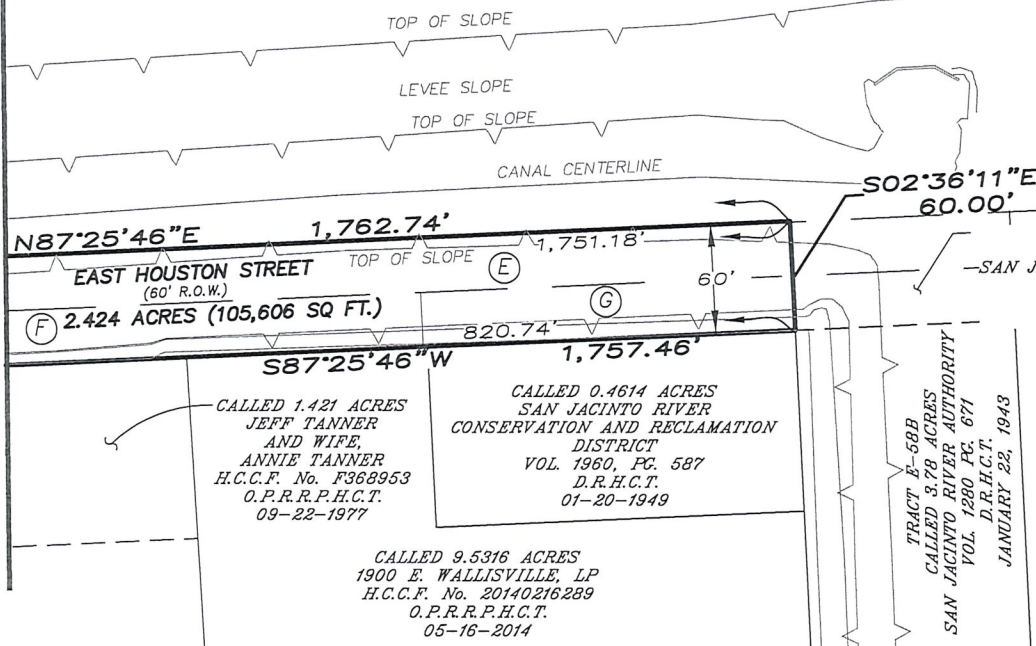 TOP OF SLOPE
LEVEE SLOPE
TOP OF SLOPE
CANAL CENTERLINE
S02°36'11"E
60.00'
N87°25'46"E
1,762.74'
1,751.18'
EAST HOUSTON STREET
(60' R.O.W.)
TOP OF SLOPE
E
60'
F
2.424 ACRES (105,606 SQ FT.)
G
820.74'
S87°25'46"W
1,757.46'
SAN J
CALLED 1.421 ACRES
JEFF TANNER
AND WIFE,
ANNIE TANNER
H.C.C.F. No. F368953
O.P.R.R.P.H.C.T.
09-22-1977
CALLED 0.4614 ACRES
SAN JACINTO RIVER
CONSERVATION AND RECLAMATION
DISTRICT
VOL. 1960, PG. 587
D.R.H.C.T.
01-20-1949
CALLED 9.5316 ACRES
1900 E. WALLISVILLE, LP
H.C.C.F. No. 20140216289
O.P.R.R.P.H.C.T.
05-16-2014
TRACT E-58B
CALLED 3.78 ACRES
SAN JACINTO RIVER AUTHORITY
VOL. 1280 PG. 671
D.R.H.C.T.
JANUARY 22, 1943